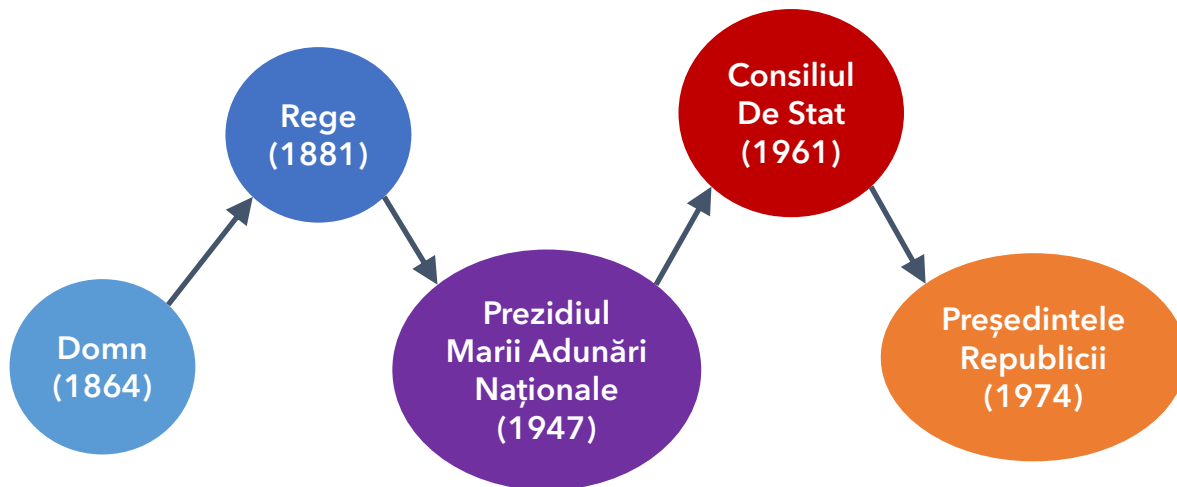 Domn
(1864)
Rege
(1881)
Prezidiul
Marii Adunări
Naționale
(1947)
Consiliul
De Stat
(1961)
Președintele
Republicii
(1974)